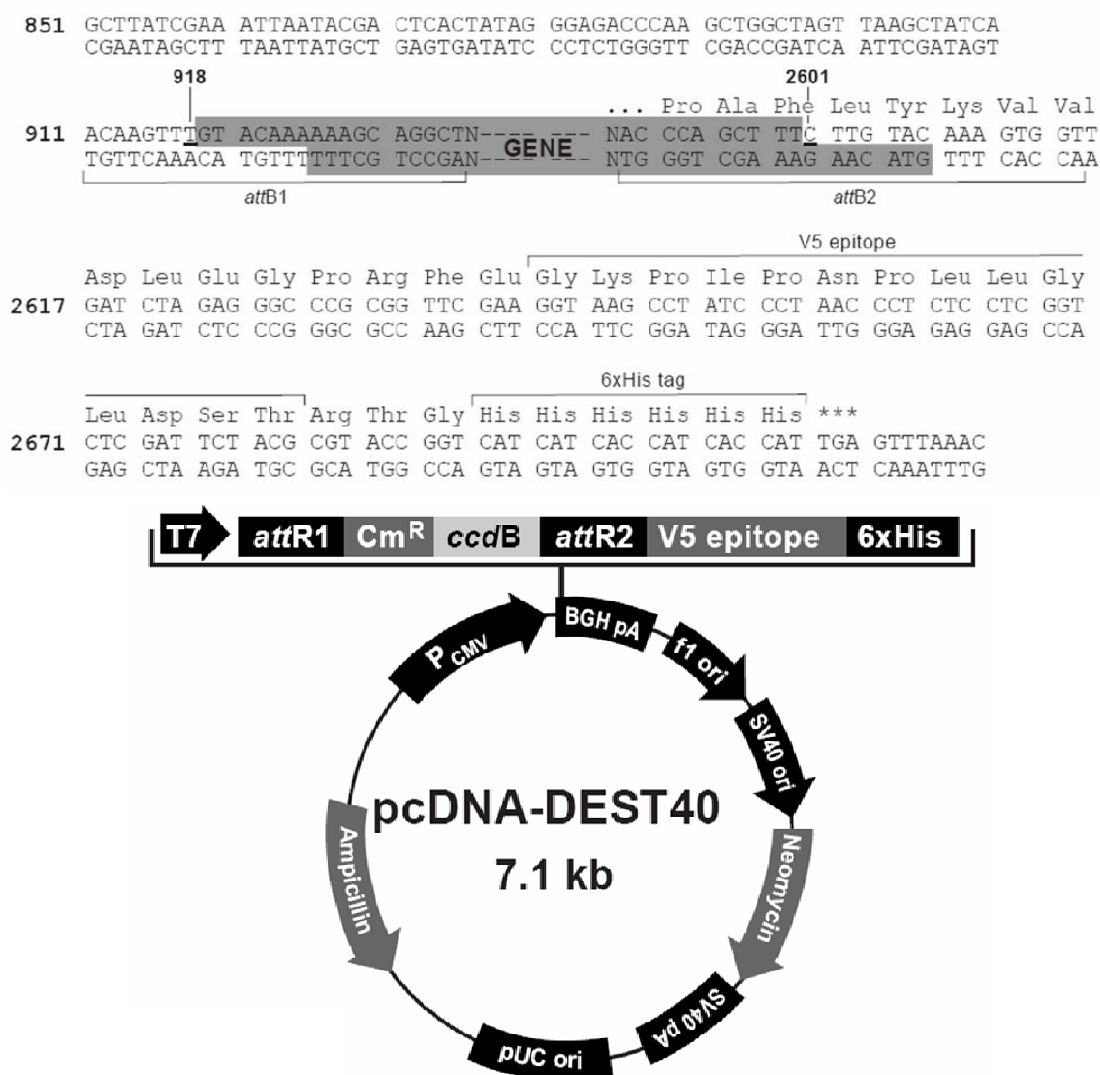 851 GCTTATCGAA ATTAATACGA CTCACTATAG GGAGACCCAA GCTGGCTAGT TAAGCTATCA
CGAATAGCTT TAATTATGCT GAGTGATATC CCTCTGGGTT CGACCGATCA ATTCGATAGT
918 2601
... Pro Ala Phe Leu Tyr Lys Val Val
911 ACAAGTTTGT ACAAAAAAGC AGGCTN---- --- NAC CCA GCT TTC TTG TAC AAA GTG GTT
GENE
TGTTCAAACA TGTTTTTTCG TCCGAN---- --- NTG GGT CGA AAG AAC ATG TTT CAC CAA
attB1 attB2
V5 epitope
Asp Leu Glu Gly Pro Arg Phe Glu Gly Lys Pro Ile Pro Asn Pro Leu Leu Gly
2617 GAT CTA GAG GGC CCG CGG TTC GAA GGT AAG CCT ATC CCT AAC CCT CTC CTC GGT
CTA GAT CTC CCG GGC GCC AAG CTT CCA TTC GGA TAG GGA TTG GGA GAG GAG CCA
6xHis tag
Leu Asp Ser Thr Arg Thr Gly His His His His His His ***
2671 CTC GAT TCT ACG CGT ACC GGT CAT CAT CAC CAT CAC CAT TGA GTTTAAAC
GAG CTA AGA TGC GCA TGG CCA GTA GTA GTG GTA GTG GTA ACT CAAATTTG
T7 attR1 CmR ccdB attR2 V5 epitope 6xHis
PCMV
BGH pA
f1 ori
SV40 ori
pcDNA-DEST40
7.1 kb
Ampicillin
Neomycin
SV40 pA
pUC ori